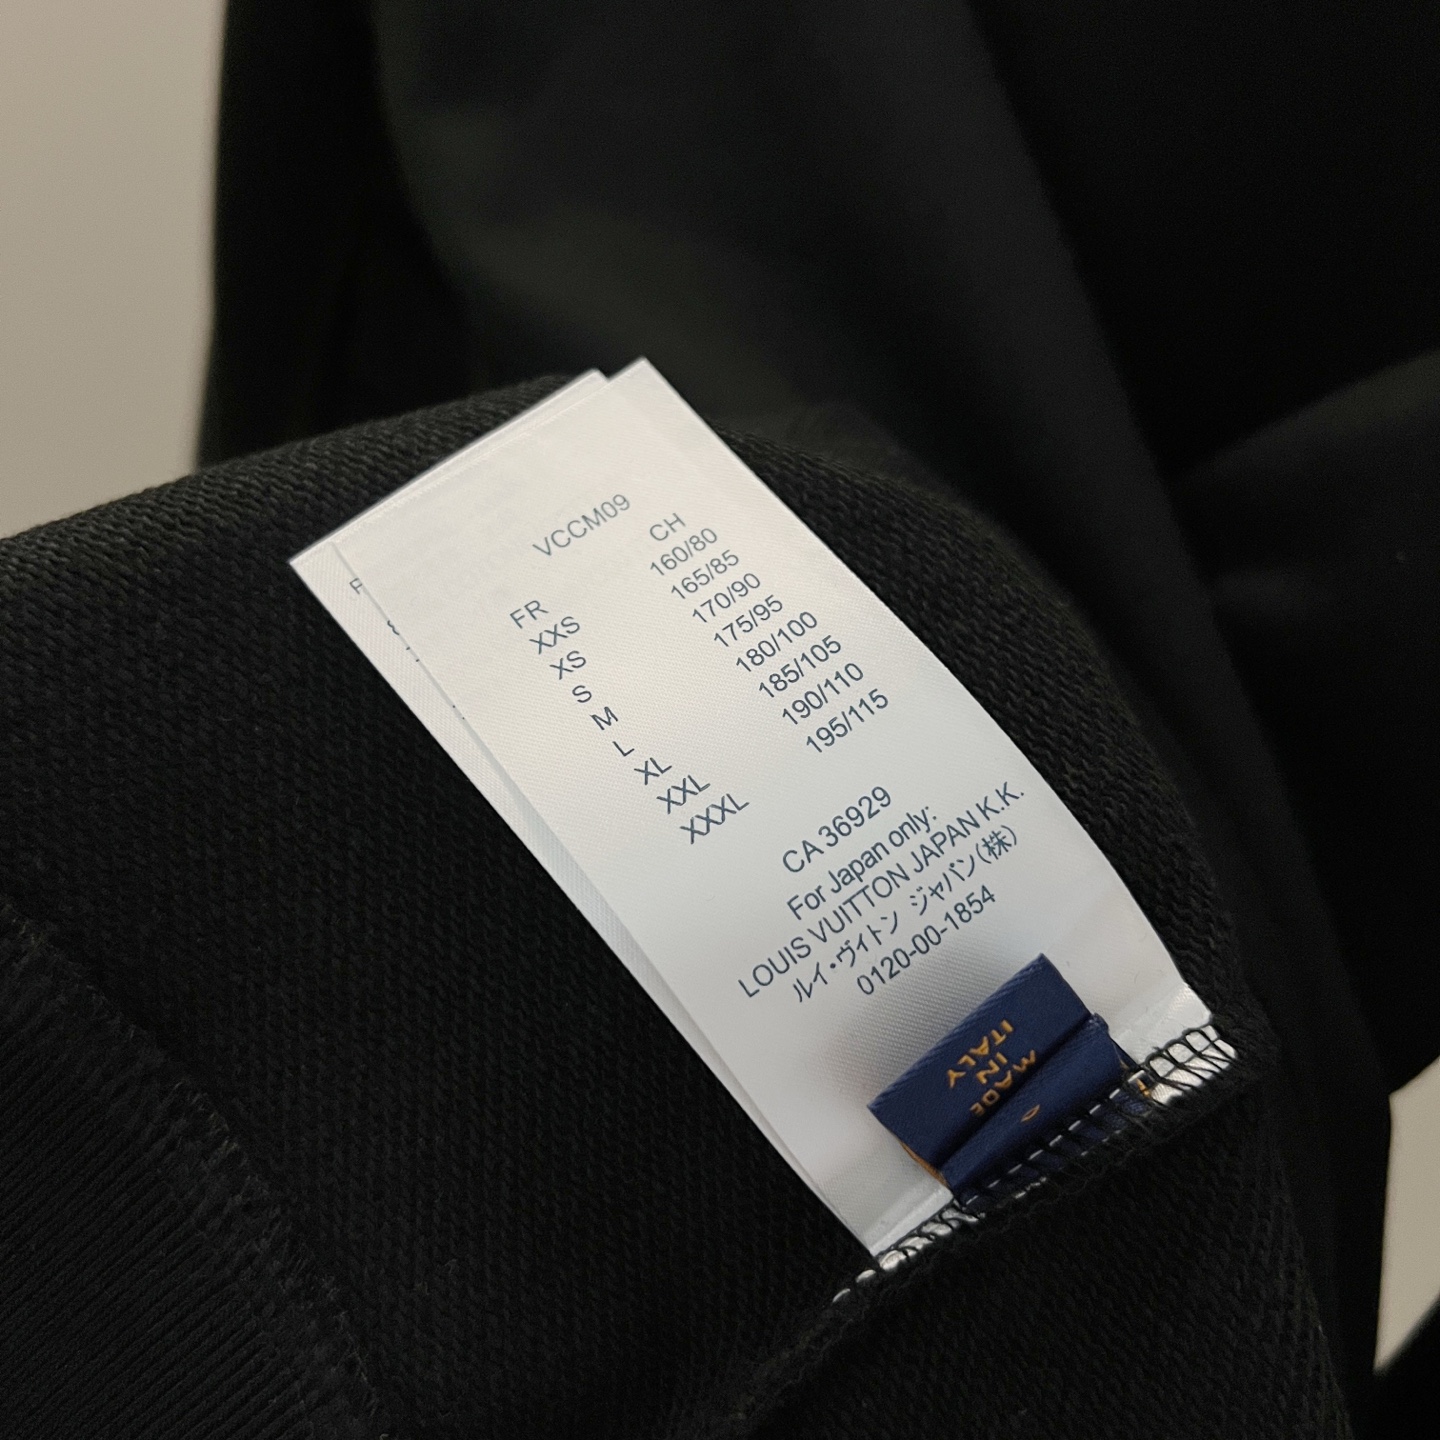 VCCM09
FR CH
XXS 160/80
XS 165/85
S 170/90
M 175/95
L 180/100
XL 185/105
XXL 190/110
XXXL 195/115
CA 36929
For Japan only:
LOUIS VUITTON JAPAN K.K.
ルイ・ヴィトン ジャパン(株)
0120-00-1854
MADE
IN
ITALY